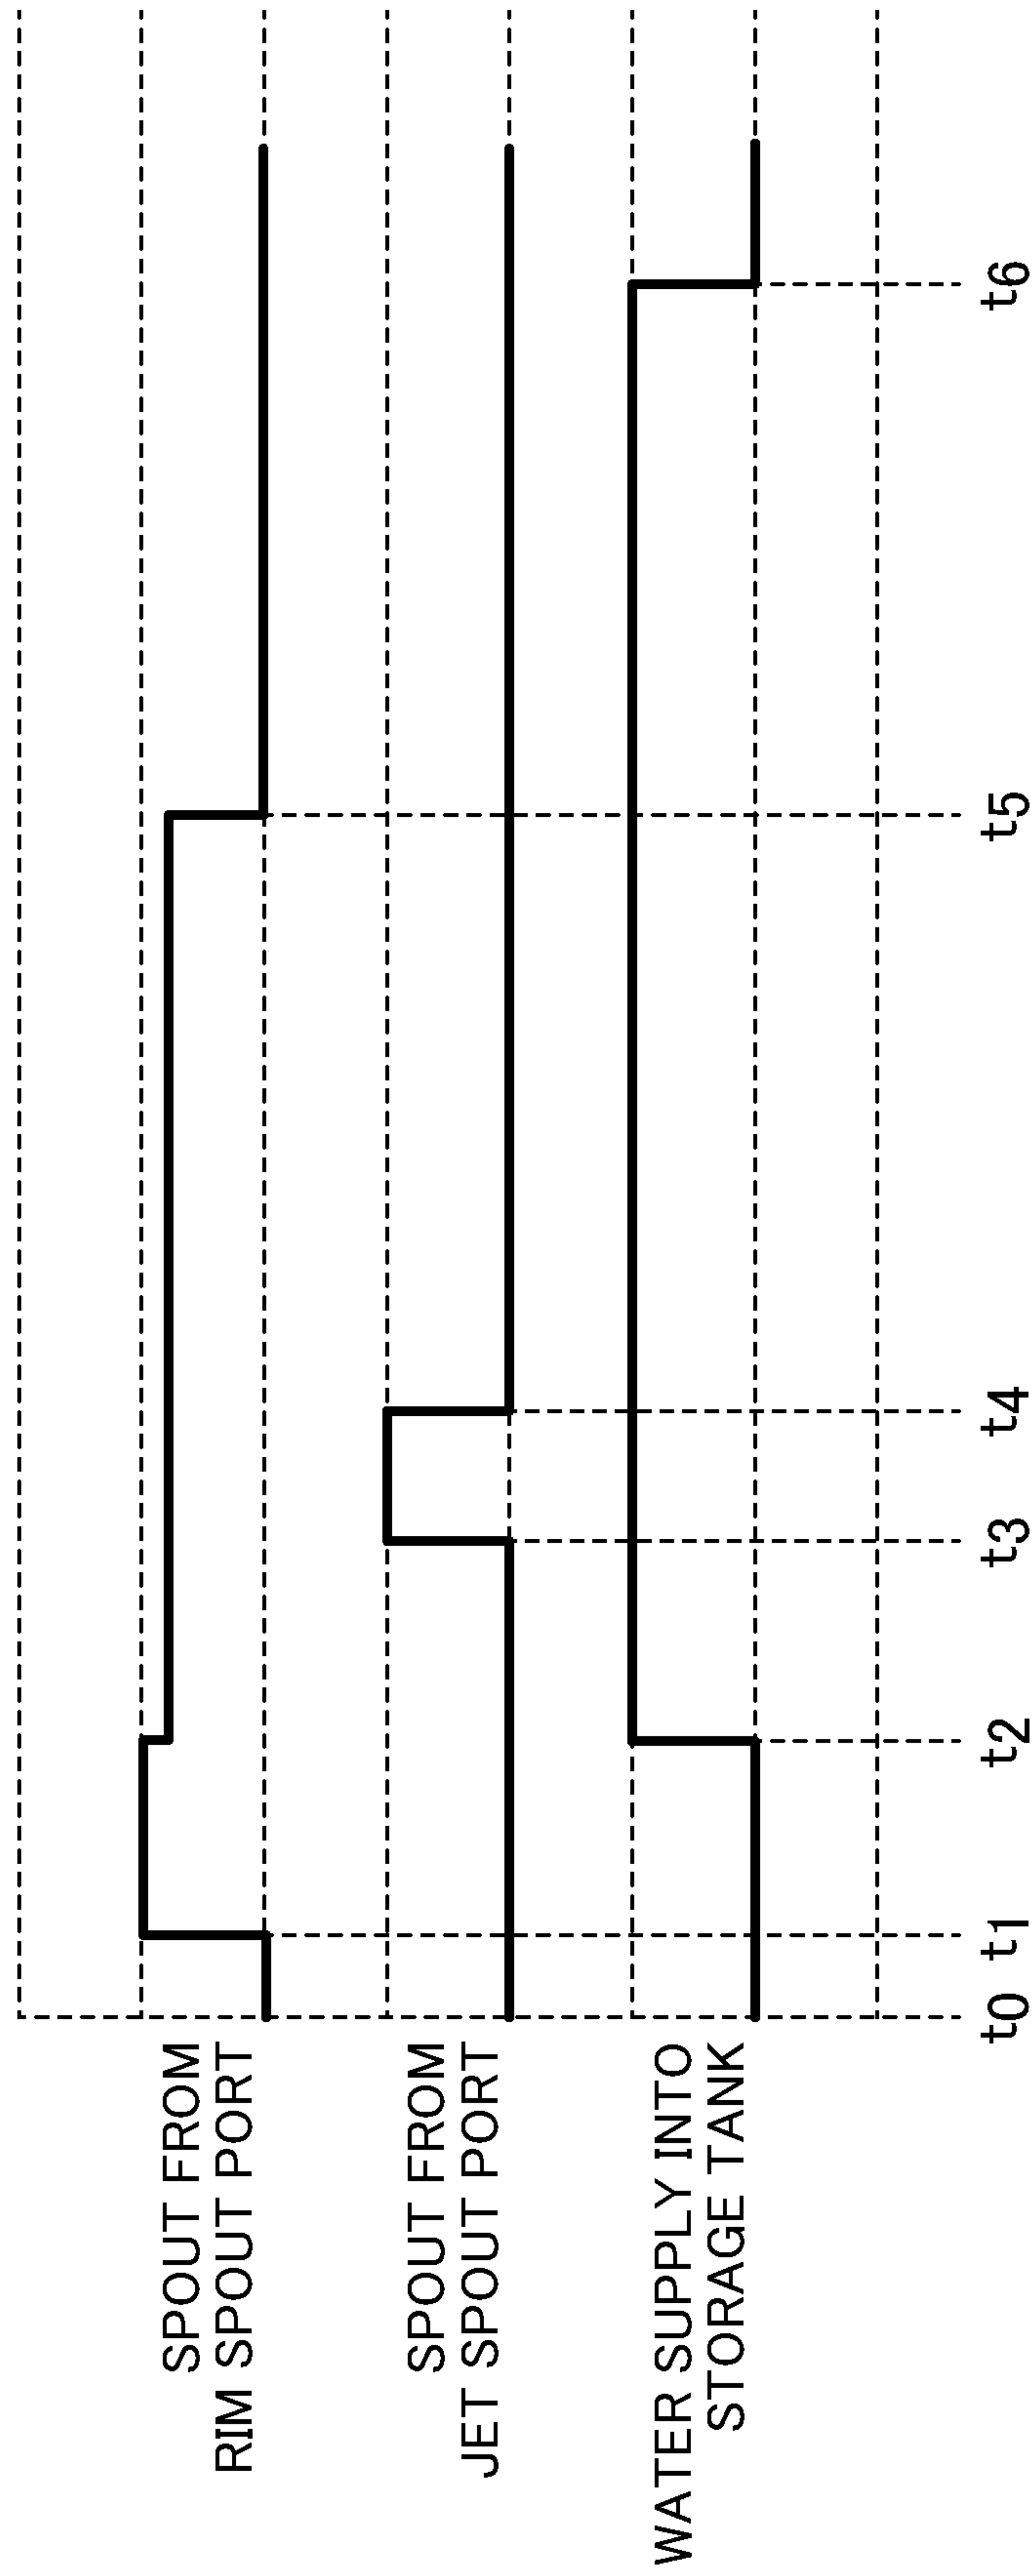 SPOUT FROM
RIM SPOUT PORT
SPOUT FROM
JET SPOUT PORT
WATER SUPPLY INTO
STORAGE TANK
t0 t1 t2 t3 t4 t5 t6